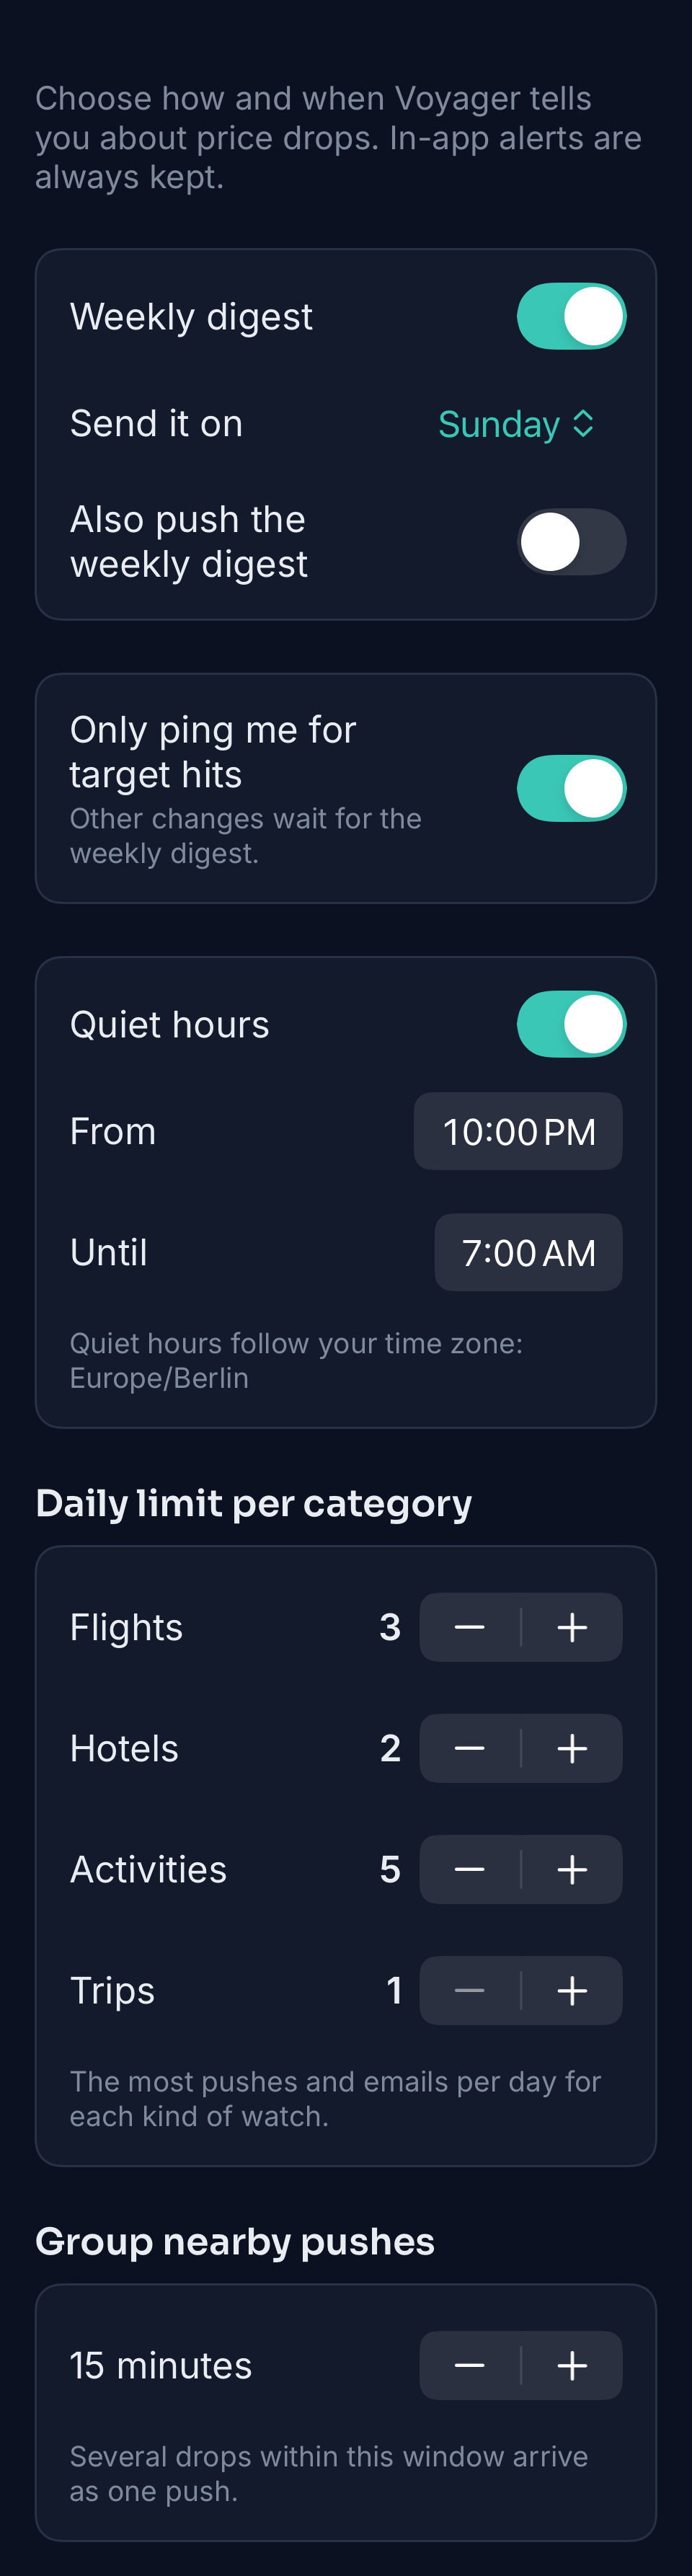 Choose how and when Voyager tells
you about price drops. In-app alerts are
always kept.
Weekly digest
Send it on
Sunday
Also push the
weekly digest
Only ping me for
target hits
Other changes wait for the
weekly digest.
Quiet hours
From
10:00 PM
Until
7:00 AM
Quiet hours follow your time zone:
Europe/Berlin
Daily limit per category
Flights
3
Hotels
2
Activities
5
Trips
1
The most pushes and emails per day for
each kind of watch.
Group nearby pushes
15 minutes
Several drops within this window arrive
as one push.